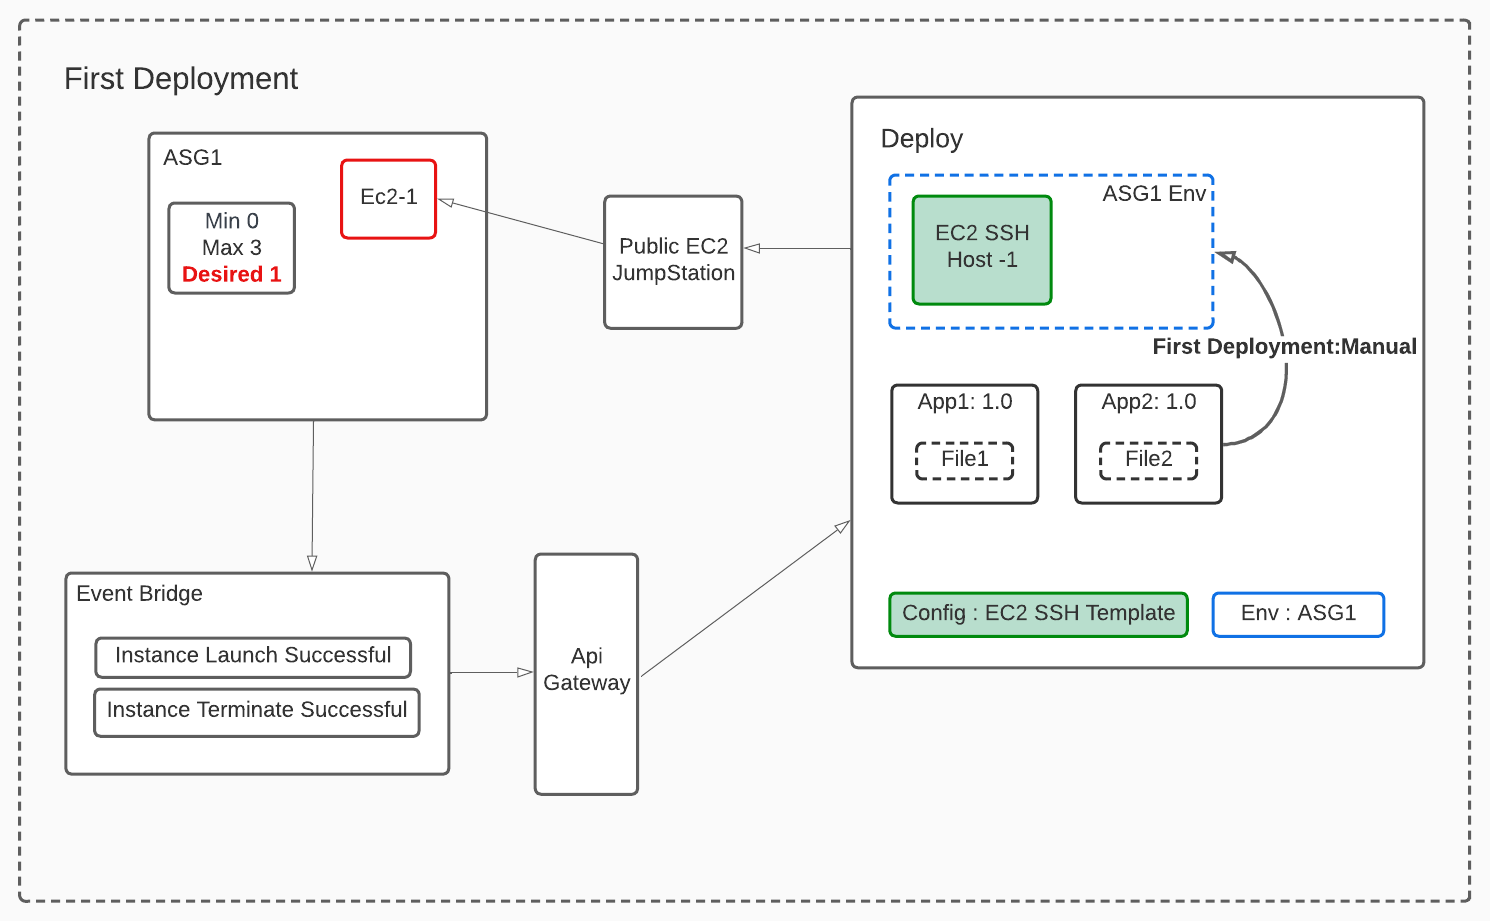 First Deployment
ASG1
Ec2-1
Min 0
Max 3
Desired 1
Public EC2
JumpStation
Deploy
ASG1 Env
EC2 SSH
Host -1
First Deployment:Manual
App1: 1.0
File1
App2: 1.0
File2
Config : EC2 SSH Template
Env : ASG1
Event Bridge
Instance Launch Successful
Instance Terminate Successful
Api
Gateway